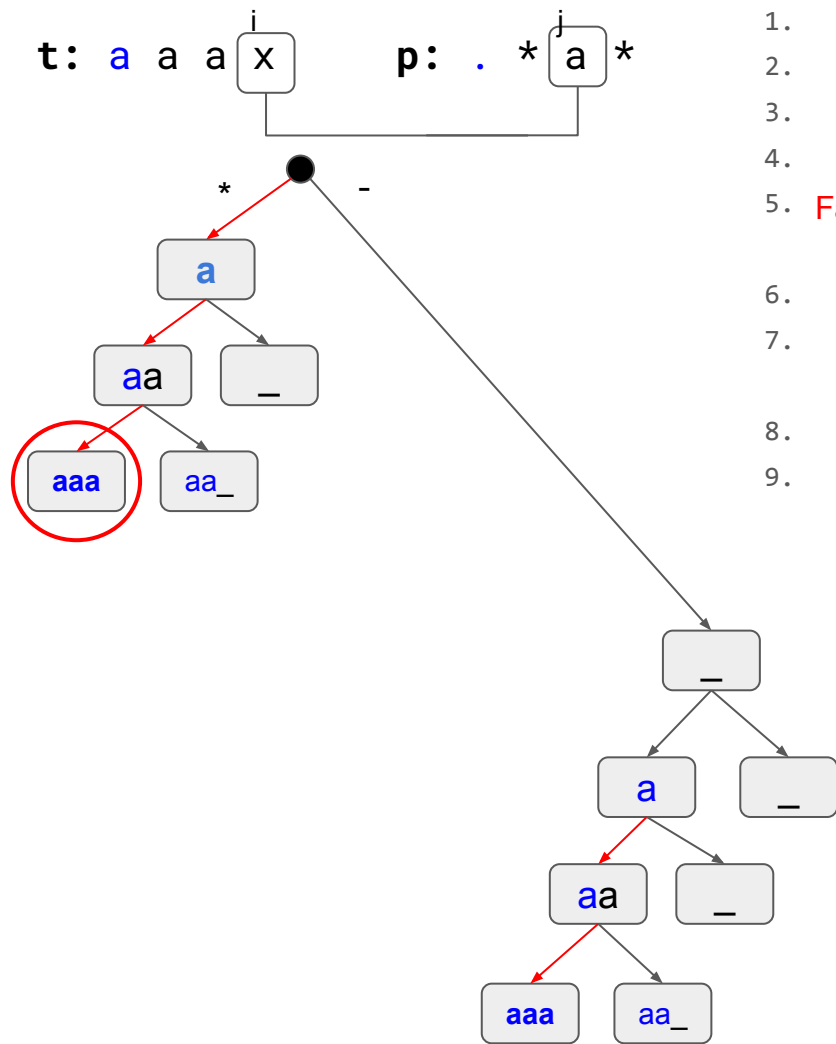 i
j
t: a a a x
p: . * a *
* -
a
aa
_
aaa
aa_
_
a
_
aa
_
aaa
aa_
1.
2.
3.
4.
5.
6.
7.
8.
9.